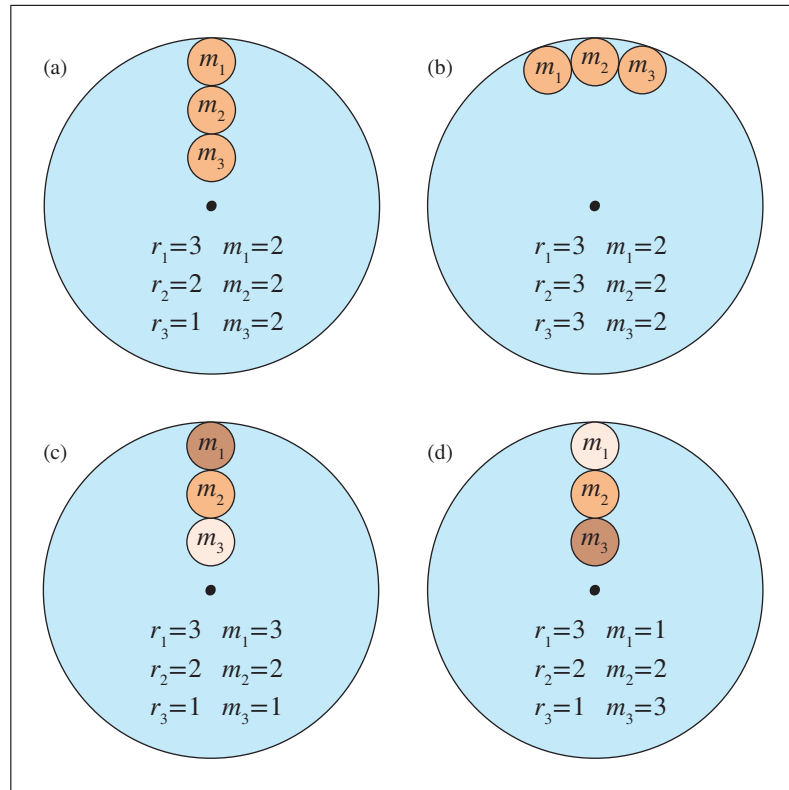 (a)
m₁
m₂
m₃
r₁=3 m₁=2
r₂=2 m₂=2
r₃=1 m₃=2
(b)
m₁ m₂ m₃
r₁=3 m₁=2
r₂=3 m₂=2
r₃=3 m₃=2
(c)
m₁
m₂
m₃
r₁=3 m₁=3
r₂=2 m₂=2
r₃=1 m₃=1
(d)
m₁
m₂
m₃
r₁=3 m₁=1
r₂=2 m₂=2
r₃=1 m₃=3